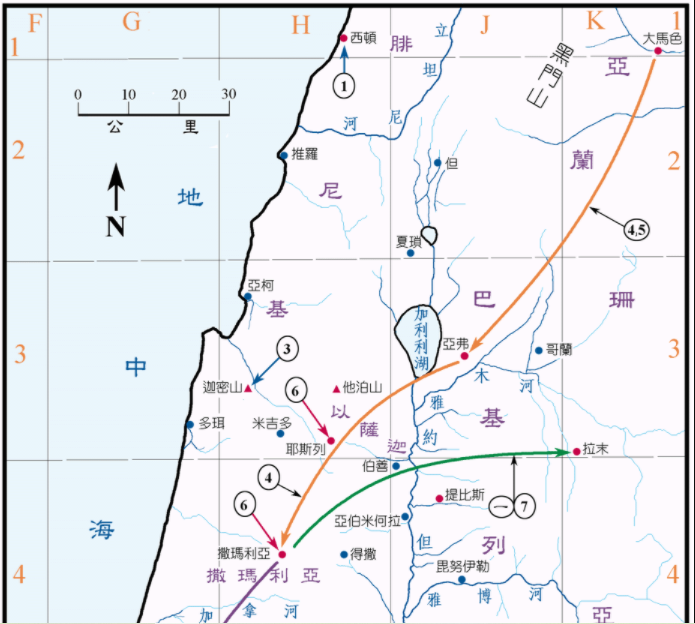 F G H J K
1 西頓 腓 立坦尼河 大馬色 亞 1
① 黑門山
0 10 20 30
公里
N
2 推羅 尼 但 蘭 2
地 夏瑣 4,5
亞柯 基 巴 珊
加利利湖
3 中 ③ 亞弗 哥蘭 3
迦密山 ⑥ 他泊山 雅木河
多珥 米吉多 以薩迦 基
耶斯列 約 拉末
伯善
④ 提比斯 一 7
⑥ 亞伯米何拉
海 撒瑪利亞 得撒 但 列
4 撒瑪利亞 毘努伊勒 4
加拿河 雅博河 亞